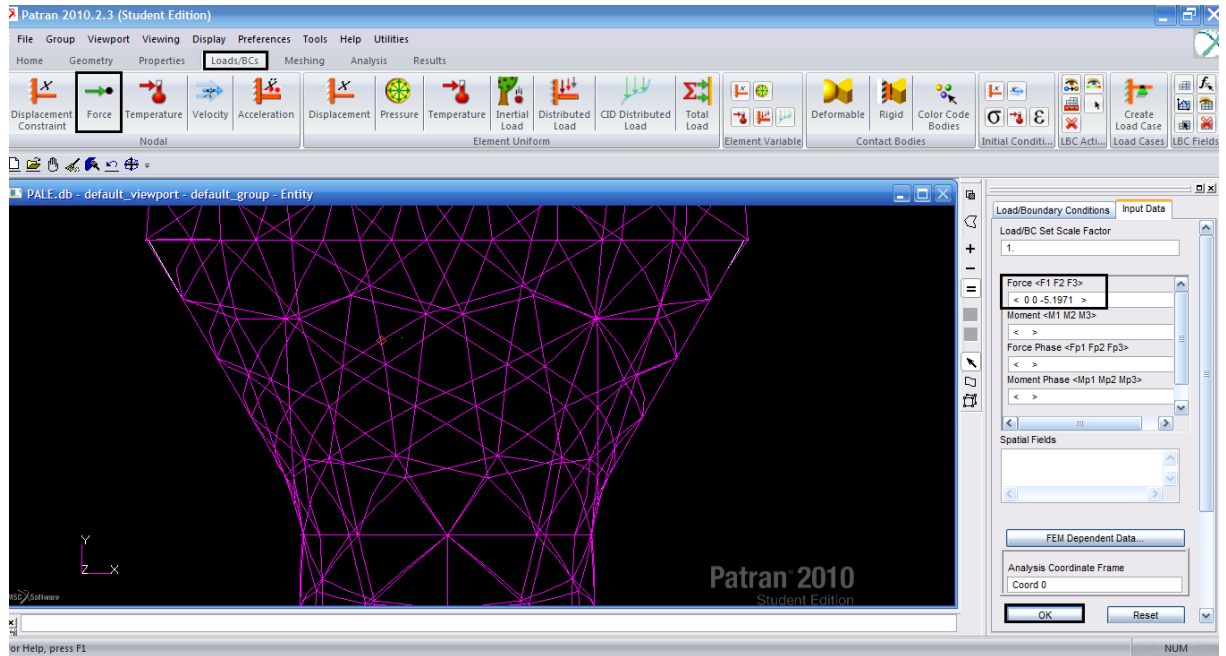 Patran 2010.2.3 (Student Edition)
File Group Viewport Viewing Display Preferences Tools Help Utilities
Home Geometry Properties Loads/BCs Meshing Analysis Results
Displacement Constraint
Force
Temperature
Velocity
Acceleration
Displacement
Pressure
Temperature
Inertial Load
Distributed Load
CID Distributed Load
Total Load
Deformable
Rigid
Color Code Bodies
Create Load Case
Nodal
Element Uniform
Element Variable
Contact Bodies
Initial Conditi...
LBC Acti...
Load Cases
LBC Fields
PALE.db - default_viewport - default_group - Entity
Y
Z X
MSC Software
Patran™ 2010
Student Edition
Load/Boundary Conditions
Input Data
Load/BC Set Scale Factor
1.
Force <F1 F2 F3>
< 0 0 -5.1971 >
Moment <M1 M2 M3>
< >
Force Phase <Fp1 Fp2 Fp3>
< >
Moment Phase <Mp1 Mp2 Mp3>
< >
Spatial Fields
FEM Dependent Data...
Analysis Coordinate Frame
Coord 0
OK
Reset
or Help, press F1
NUM